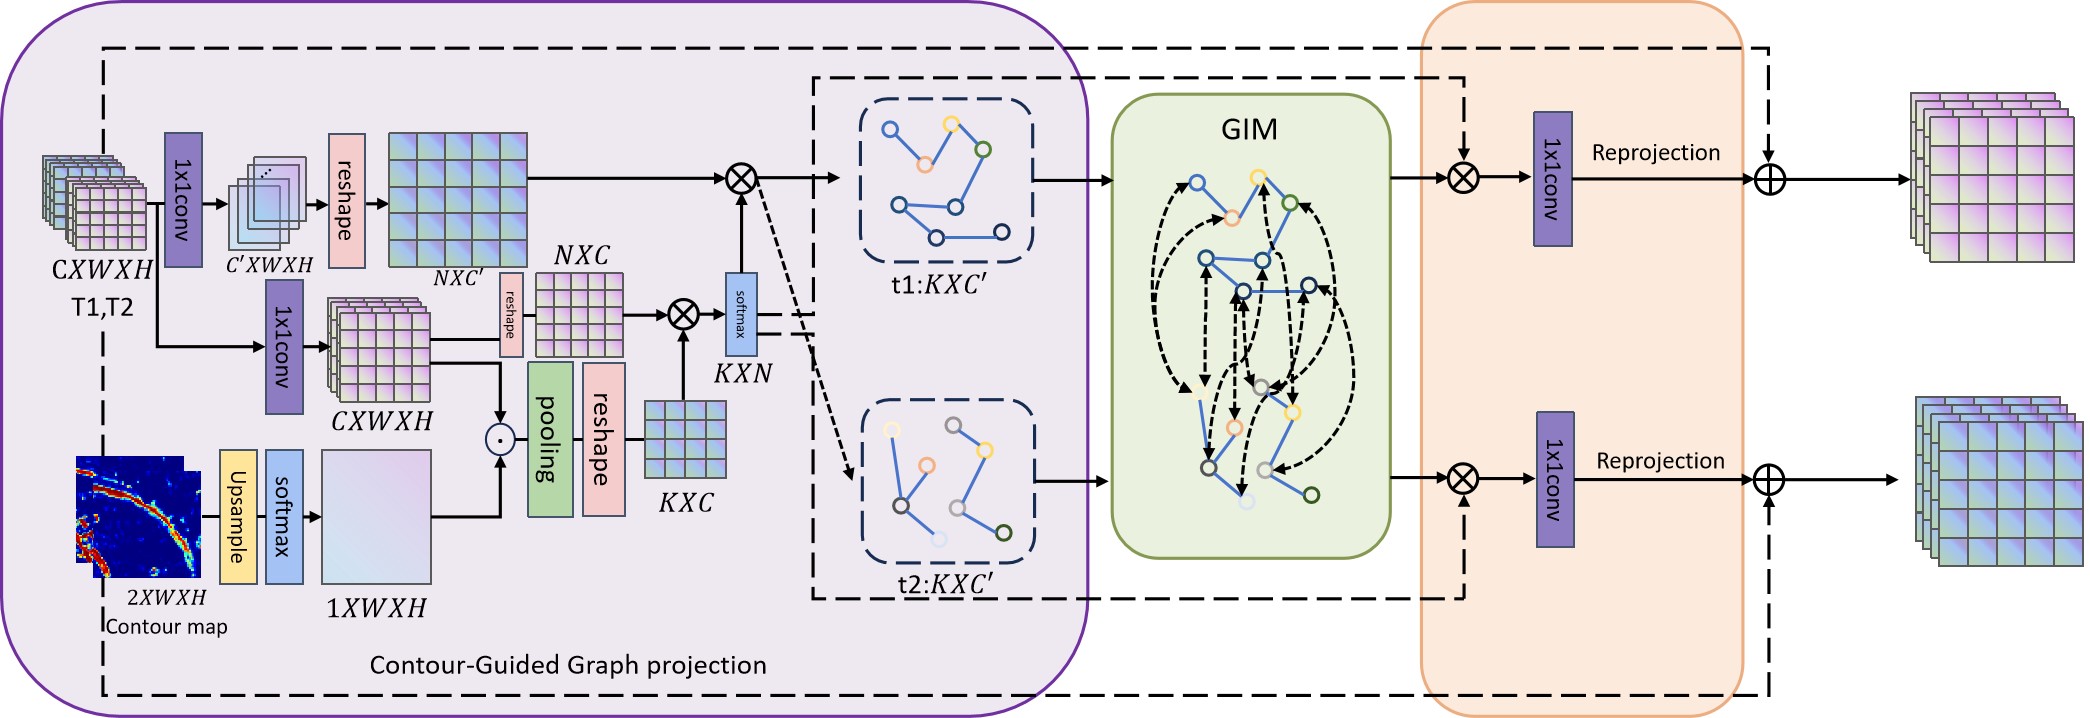 1x1conv
CXWXH
T1,T2
C'XWXH
reshape
NXC'
1x1conv
CXWXH
reshape
NXC
softmax
KXN
pooling
reshape
KXC
2XWXH
Contour map
Upsample
softmax
1XWXH
Contour-Guided Graph projection
t1:KXC'
t2:KXC'
GIM
1x1conv
Reprojection
1x1conv
Reprojection